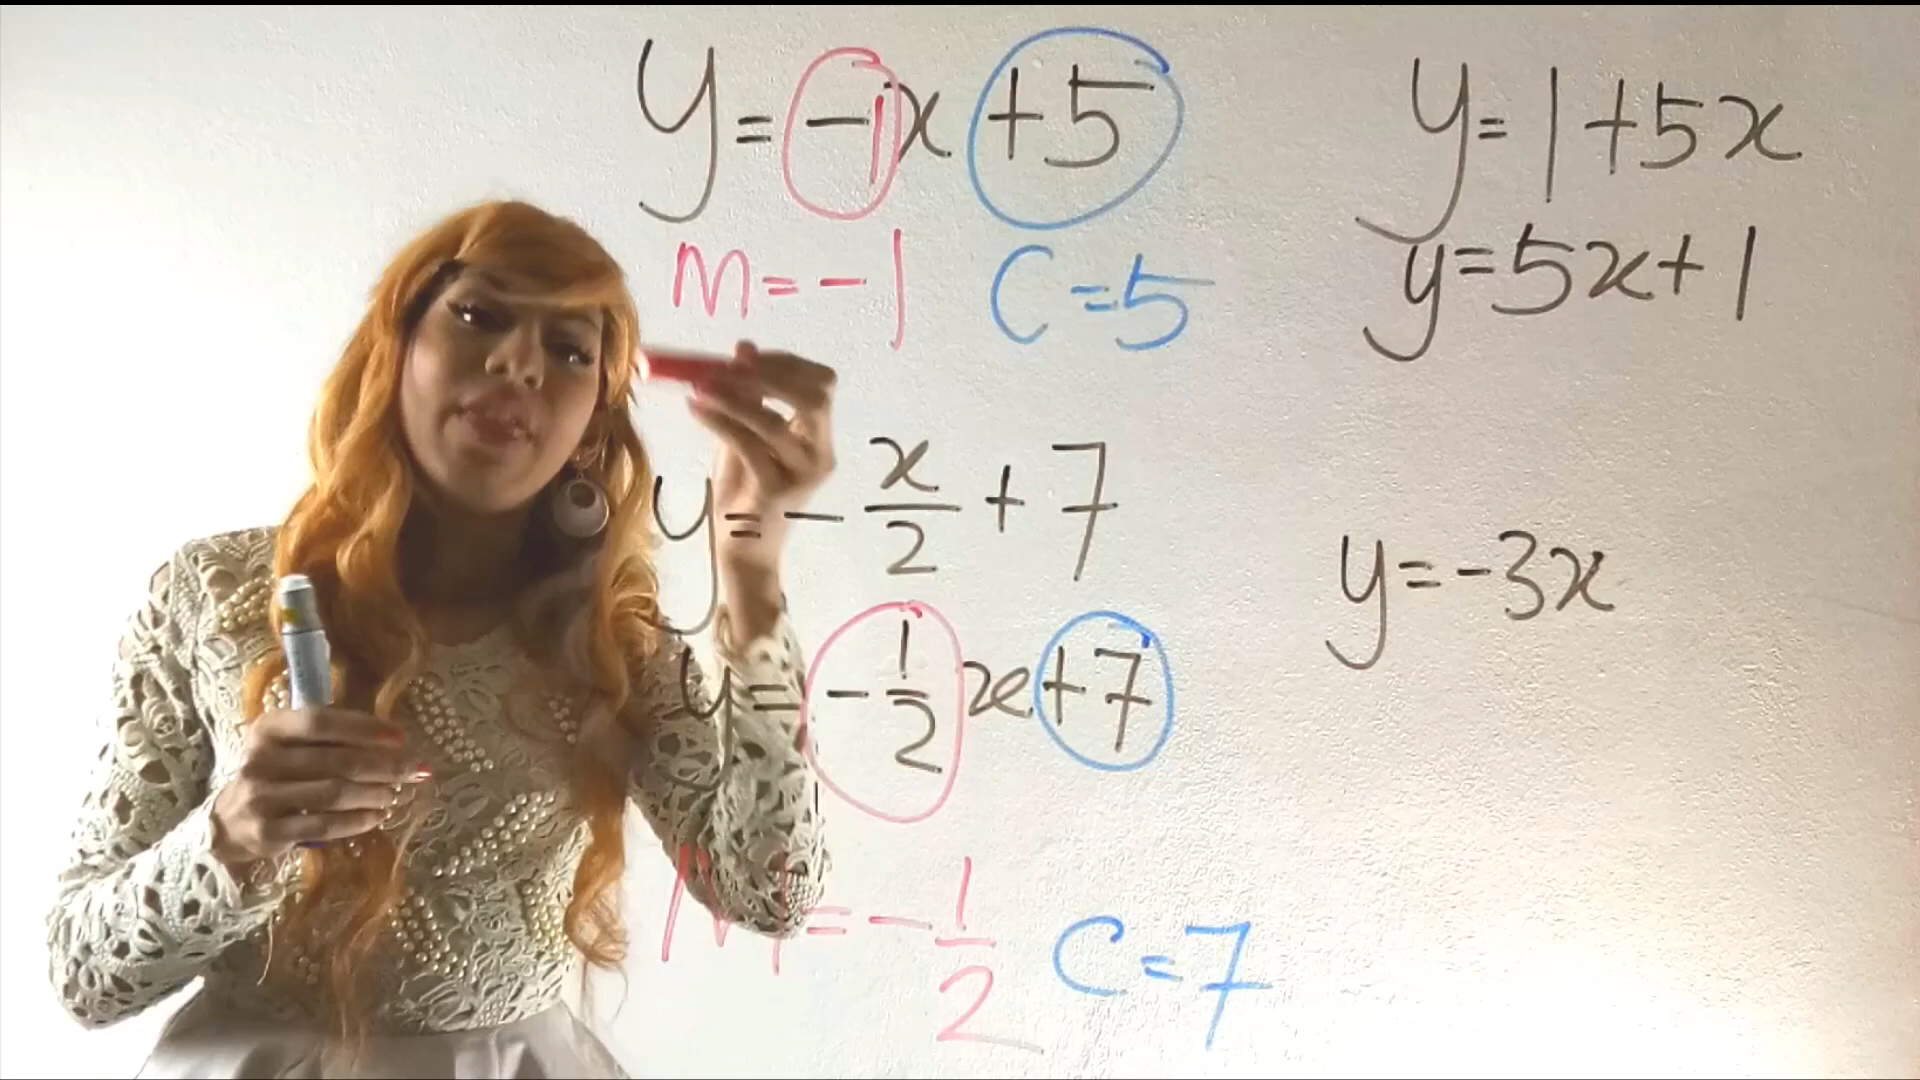 y = -1x + 5
m = -1
c = 5
y = -x/2 + 7
y = -1/2 x + 7
m = -1/2
c = 7
y = 1 + 5x
y = 5x + 1
y = -3x